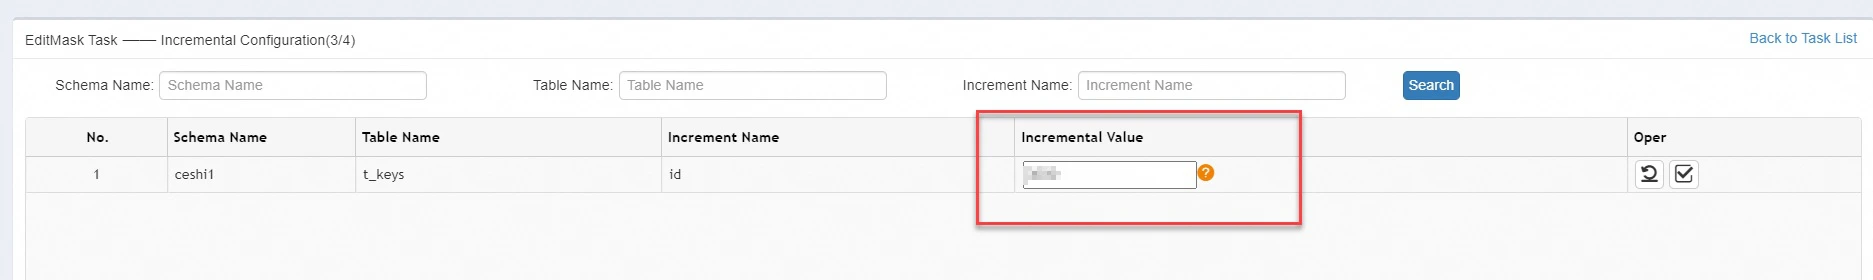 EditMask Task —— Incremental Configuration(3/4)
Back to Task List
Schema Name: Schema Name Table Name: Table Name Increment Name: Increment Name Search
No. Schema Name Table Name Increment Name Incremental Value Oper
1 ceshi1 t_keys id ?